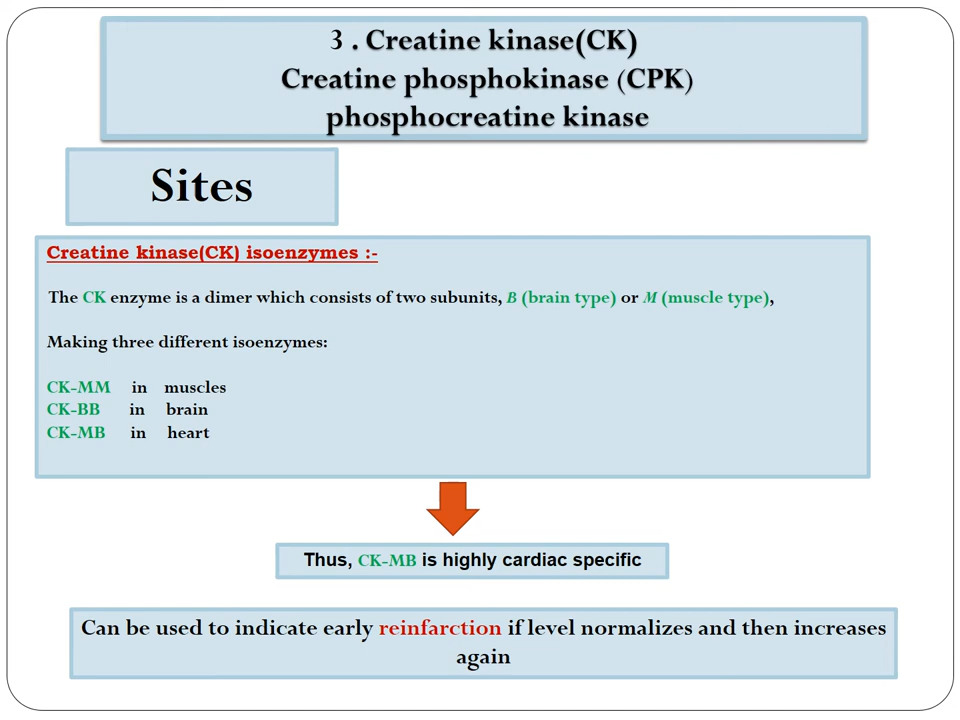 3 . Creatine kinase(CK)
Creatine phosphokinase (CPK)
phosphocreatine kinase
Sites
Creatine kinase(CK) isoenzymes :-
The CK enzyme is a dimer which consists of two subunits, B (brain type) or M (muscle type),
Making three different isoenzymes:
CK-MM in muscles
CK-BB in brain
CK-MB in heart
Thus, CK-MB is highly cardiac specific
Can be used to indicate early reinfarction if level normalizes and then increases
again